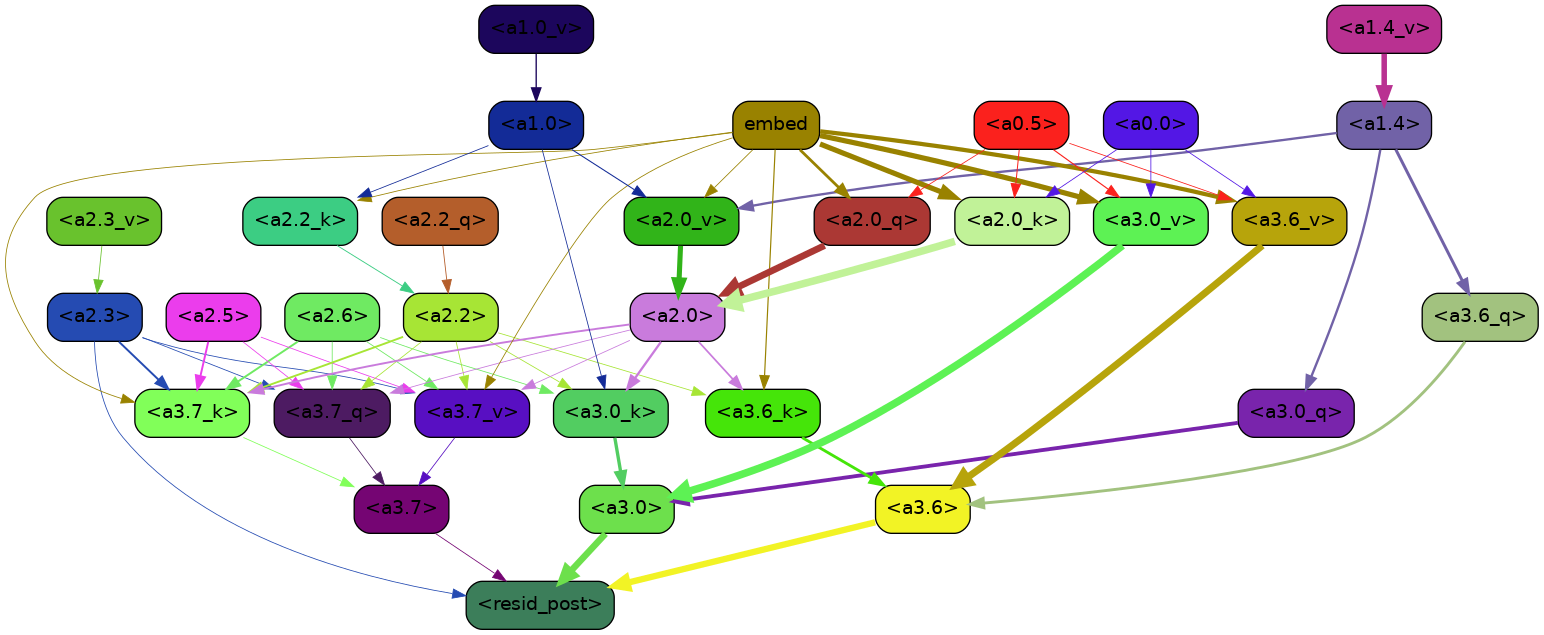 <a1.0_v>
<a1.4_v>
<a1.0>
embed
<a0.5>
<a0.0>
<a1.4>
<a2.3_v>
<a2.2_k>
<a2.2_q>
<a2.0_v>
<a2.0_q>
<a2.0_k>
<a3.0_v>
<a3.6_v>
<a2.3>
<a2.5>
<a2.6>
<a2.2>
<a2.0>
<a3.6_q>
<a3.7_k>
<a3.7_q>
<a3.7_v>
<a3.0_k>
<a3.6_k>
<a3.0_q>
<a3.7>
<a3.0>
<a3.6>
<resid_post>